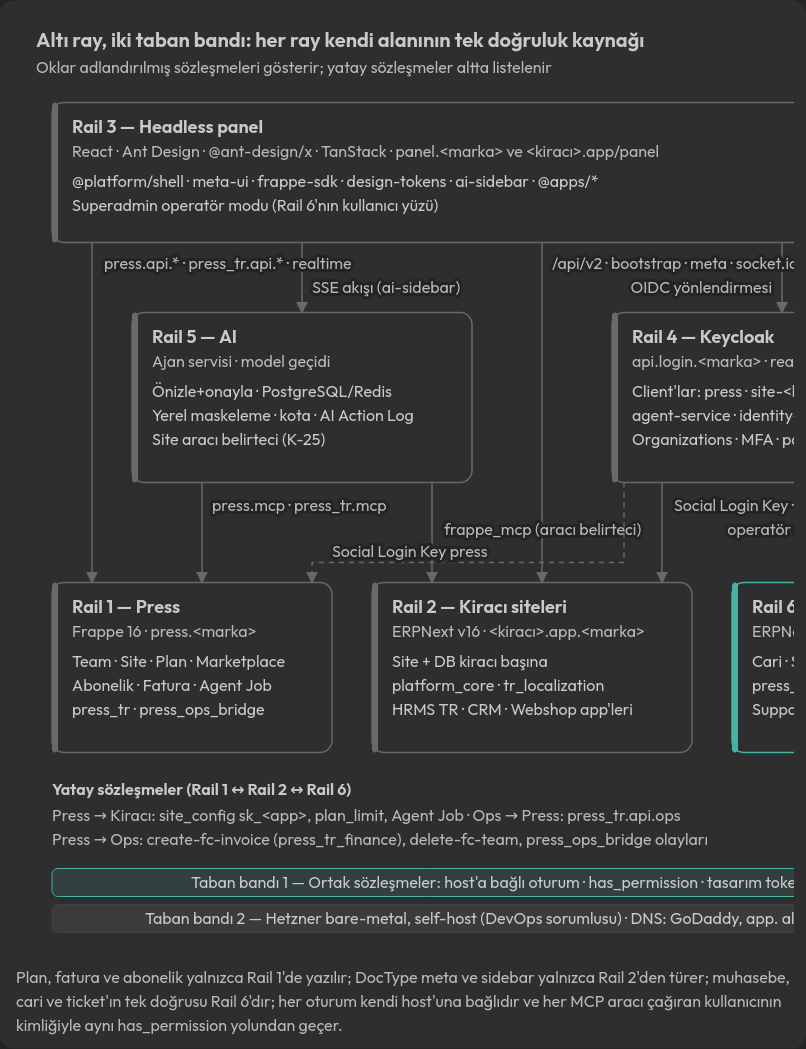 Altı ray, iki taban bandı: her ray kendi alanının tek doğruluk kaynağı
Oklar adlandırılmış sözleşmeleri gösterir; yatay sözleşmeler altta listelenir
Rail 3 — Headless panel
React · Ant Design · @ant-design/x · TanStack · panel.<marka> ve <kiracı>.app/panel
@platform/shell · meta-ui · frappe-sdk · design-tokens · ai-sidebar · @apps/*
Superadmin operatör modu (Rail 6'nın kullanıcı yüzü)
press.api.* · press_tr.api.* · realtime
/api/v2 · bootstrap · meta · socket.io
SSE akışı (ai-sidebar)
OIDC yönlendirmesi
Rail 5 — AI
Ajan servisi · model geçidi
Önizle+onayla · PostgreSQL/Redis
Yerel maskeleme · kota · AI Action Log
Site aracı belirteci (K-25)
Rail 4 — Keycloak
api.login.<marka> · rea
Client'lar: press · site-<
agent-service · identity
Organizations · MFA · p
press.mcp · press_tr.mcp
Social Login Key ·
operatör
frappe_mcp (aracı belirteci)
Social Login Key press
Rail 1 — Press
Frappe 16 · press.<marka>
Team · Site · Plan · Marketplace
Abonelik · Fatura · Agent Job
press_tr · press_ops_bridge
Rail 2 — Kiracı siteleri
ERPNext v16 · <kiracı>.app.<marka>
Site + DB kiracı başına
platform_core · tr_localization
HRMS TR · CRM · Webshop app'leri
Rail 6
ERPNe
Cari · S
press_
Suppo
Yatay sözleşmeler (Rail 1 ↔ Rail 2 ↔ Rail 6)
Press → Kiracı: site_config sk_<app>, plan_limit, Agent Job · Ops → Press: press_tr.api.ops
Press → Ops: create-fc-invoice (press_tr_finance), delete-fc-team, press_ops_bridge olayları
Taban bandı 1 — Ortak sözleşmeler: host'a bağlı oturum · has_permission · tasarım toke
Taban bandı 2 — Hetzner bare-metal, self-host (DevOps sorumlusu) · DNS: GoDaddy, app. al
Plan, fatura ve abonelik yalnızca Rail 1'de yazılır; DocType meta ve sidebar yalnızca Rail 2'den türer; muhasebe,
cari ve ticket'ın tek doğrusu Rail 6'dır; her oturum kendi host'una bağlıdır ve her MCP aracı çağıran kullanıcının
kimliğiyle aynı has_permission yolundan geçer.